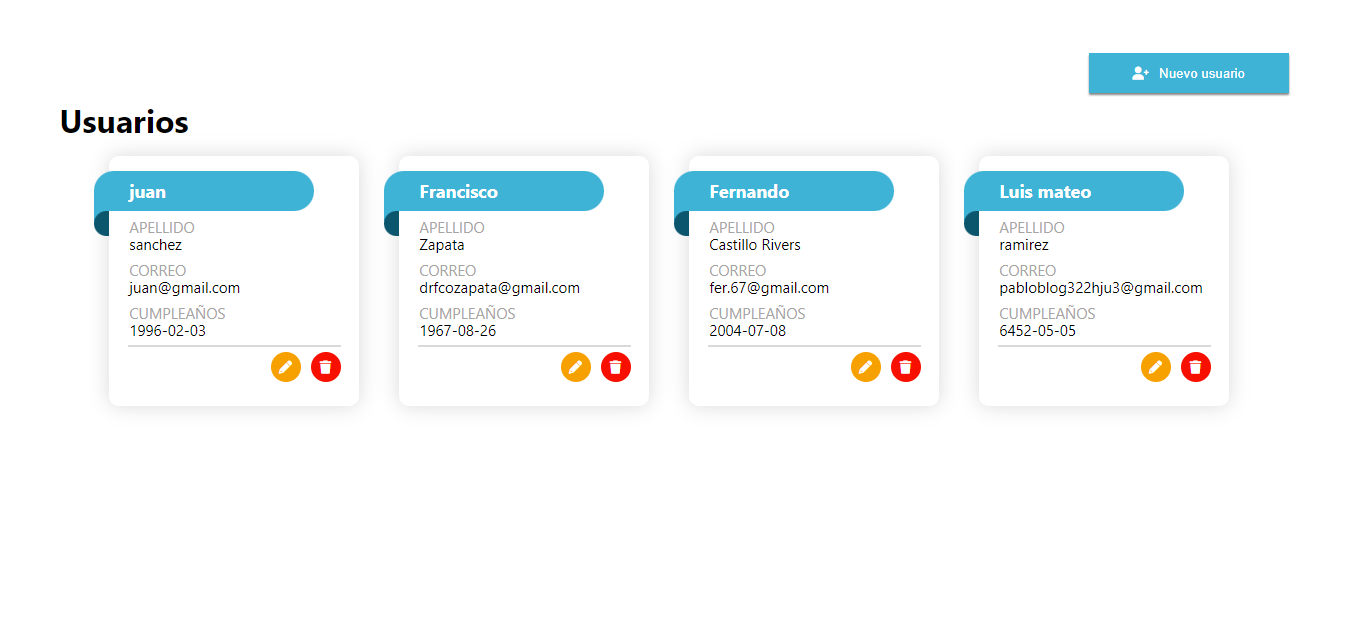 Nuevo usuario
Usuarios
juan
APELLIDO
sanchez
CORREO
juan@gmail.com
CUMPLEAÑOS
1996-02-03
Francisco
APELLIDO
Zapata
CORREO
drfcozapata@gmail.com
CUMPLEAÑOS
1967-08-26
Fernando
APELLIDO
Castillo Rivers
CORREO
fer.67@gmail.com
CUMPLEAÑOS
2004-07-08
Luis mateo
APELLIDO
ramirez
CORREO
pabloblog322hju3@gmail.com
CUMPLEAÑOS
6452-05-05